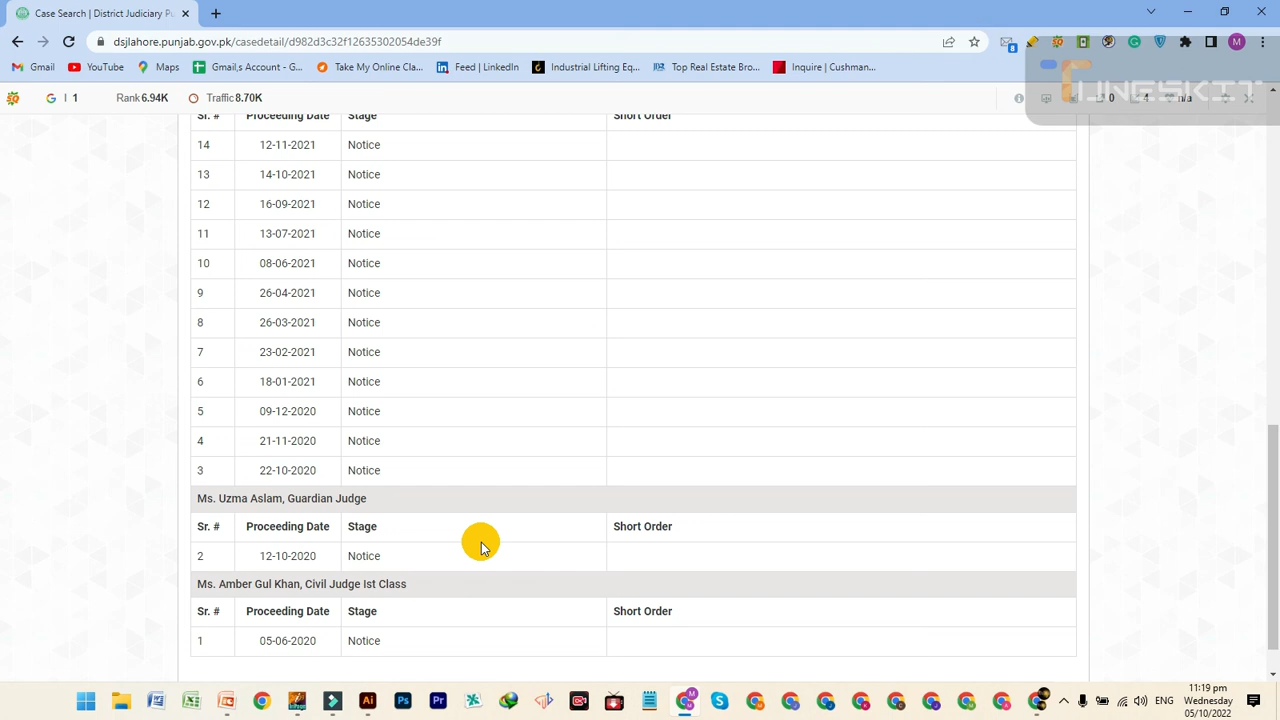 Case Search | District Judiciary Pu
dsjlahore.punjab.gov.pk/casedetail/d982d3c32f12635302054de39f
8
M
Gmail
YouTube
Maps
Gmail,s Account - G...
Take My Online Cla...
Feed | LinkedIn
Industrial Lifting Eq...
Top Real Estate Bro...
Inquire | Cushman...
TUNESKIT
I 1
Rank 6.94K
Traffic 8.70K
0
4
n/a
Sr. # Proceeding Date Stage Short Order
14 12-11-2021 Notice
13 14-10-2021 Notice
12 16-09-2021 Notice
11 13-07-2021 Notice
10 08-06-2021 Notice
9 26-04-2021 Notice
8 26-03-2021 Notice
7 23-02-2021 Notice
6 18-01-2021 Notice
5 09-12-2020 Notice
4 21-11-2020 Notice
3 22-10-2020 Notice
Ms. Uzma Aslam, Guardian Judge
Sr. # Proceeding Date Stage Short Order
2 12-10-2020 Notice
Ms. Amber Gul Khan, Civil Judge Ist Class
Sr. # Proceeding Date Stage Short Order
1 05-06-2020 Notice
ENG
11:19 pm
Wednesday
05/10/2022